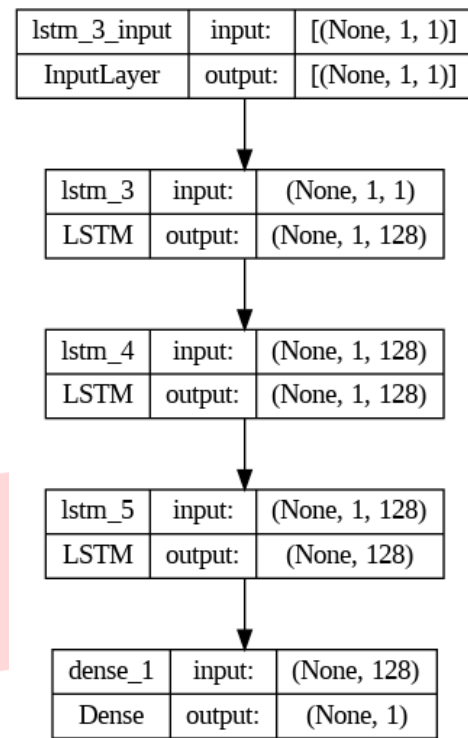 lstm_3_input input: [(None, 1, 1)]
InputLayer output: [(None, 1, 1)]
lstm_3 input: (None, 1, 1)
LSTM output: (None, 1, 128)
lstm_4 input: (None, 1, 128)
LSTM output: (None, 1, 128)
lstm_5 input: (None, 1, 128)
LSTM output: (None, 128)
dense_1 input: (None, 128)
Dense output: (None, 1)